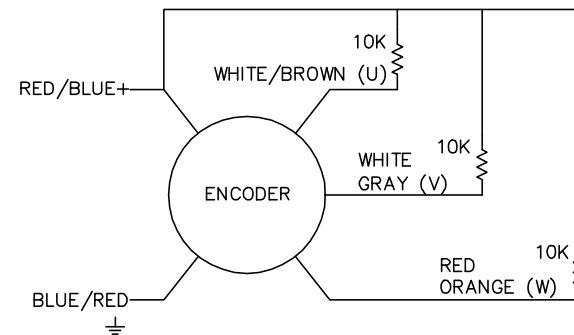 10K
WHITE/BROWN (U)
RED/BLUE+
10K
WHITE
GRAY (V)
ENCODER
10K
RED
ORANGE (W)
BLUE/RED-